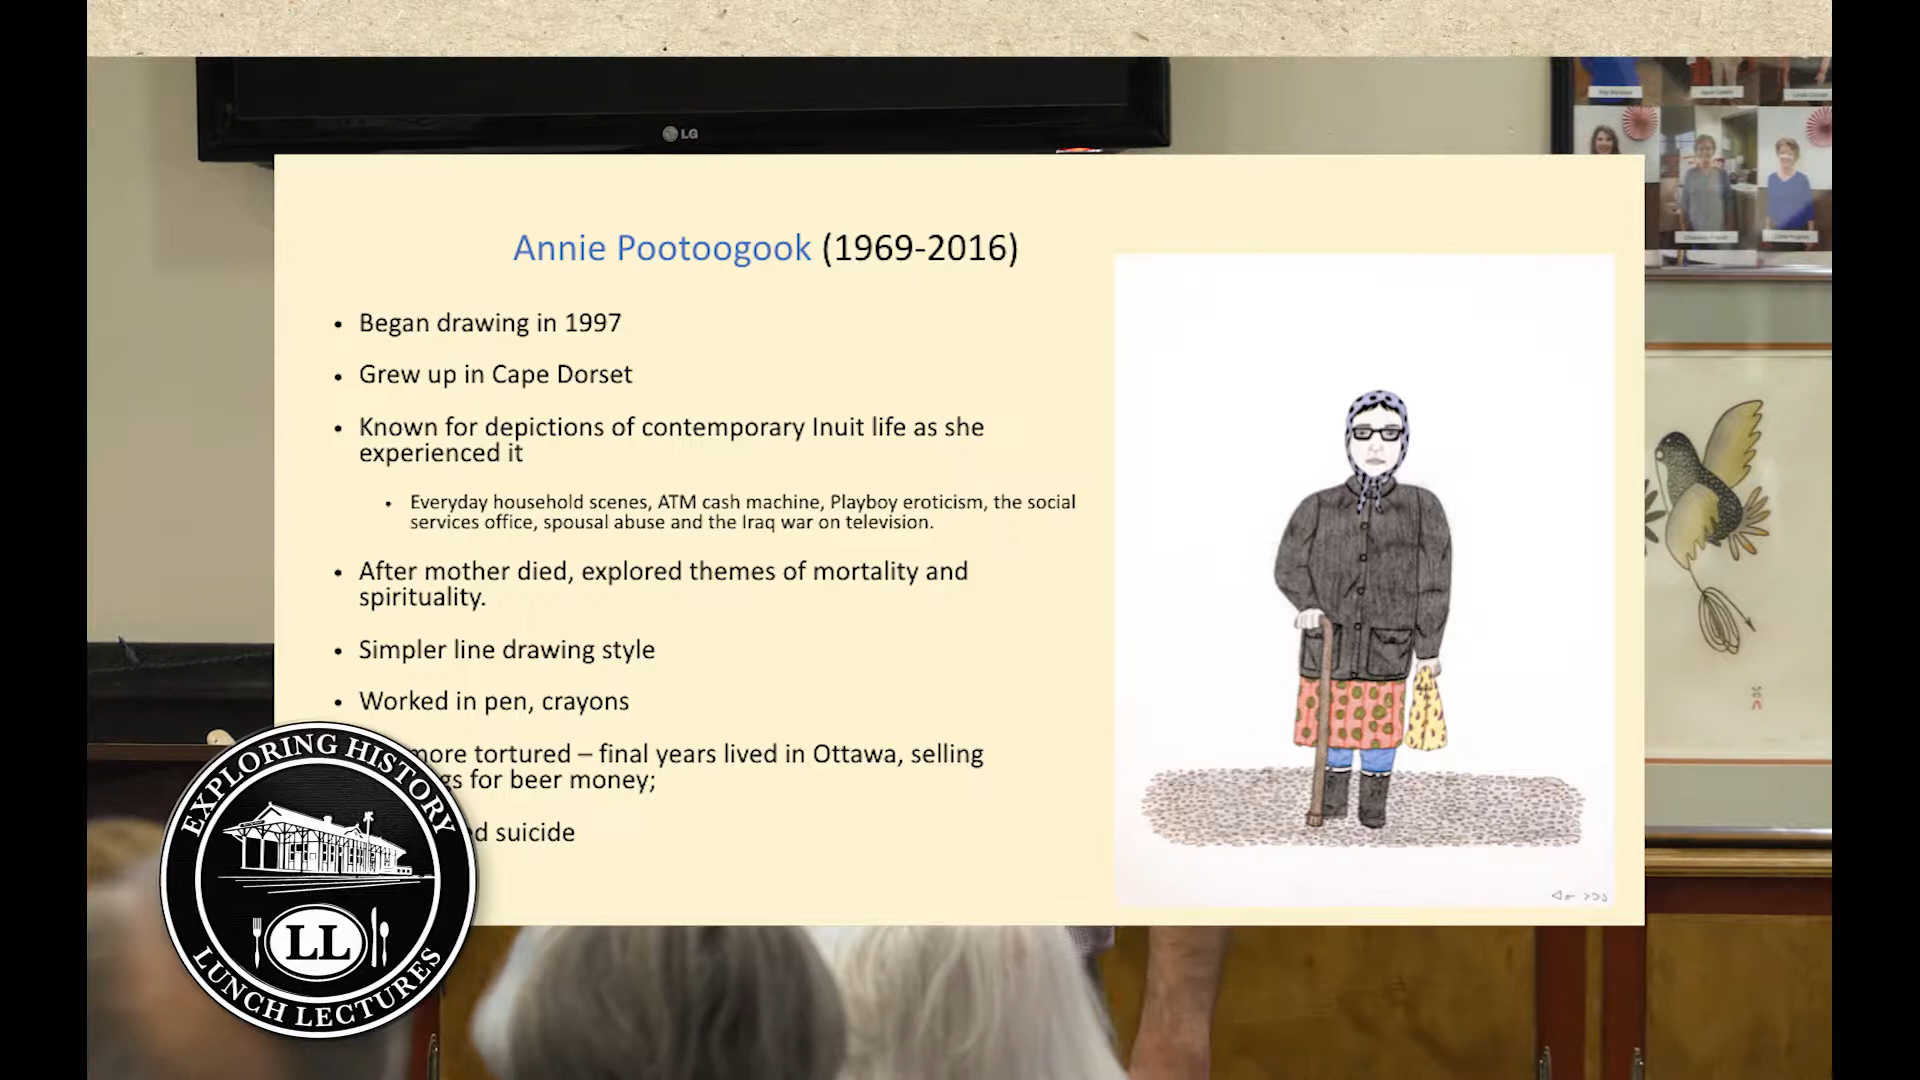 LG
Annie Pootoogook (1969-2016)
• Began drawing in 1997
• Grew up in Cape Dorset
• Known for depictions of contemporary Inuit life as she
experienced it
• Everyday household scenes, ATM cash machine, Playboy eroticism, the social
services office, spousal abuse and the Iraq war on television.
• After mother died, explored themes of mortality and
spirituality.
• Simpler line drawing style
• Worked in pen, crayons
more tortured – final years lived in Ottawa, selling
gs for beer money;
ed suicide
ᐊᓂ ᐳᑐᒍ
EXPLORING HISTORY
LL
LUNCH LECTURES